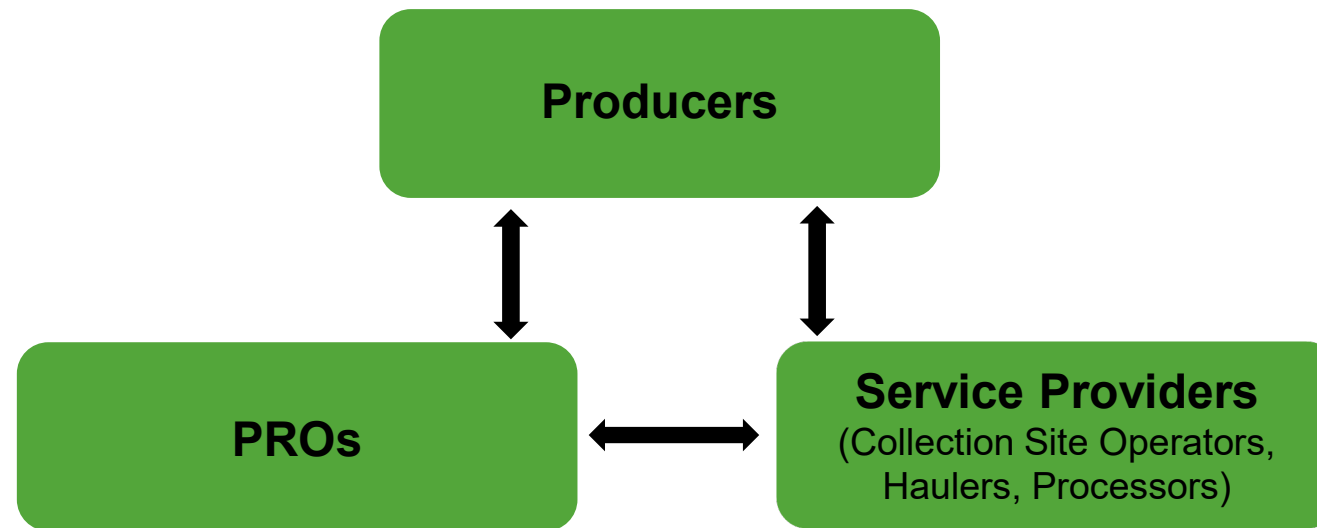 Producers
PROs
Service Providers
(Collection Site Operators,
Haulers, Processors)